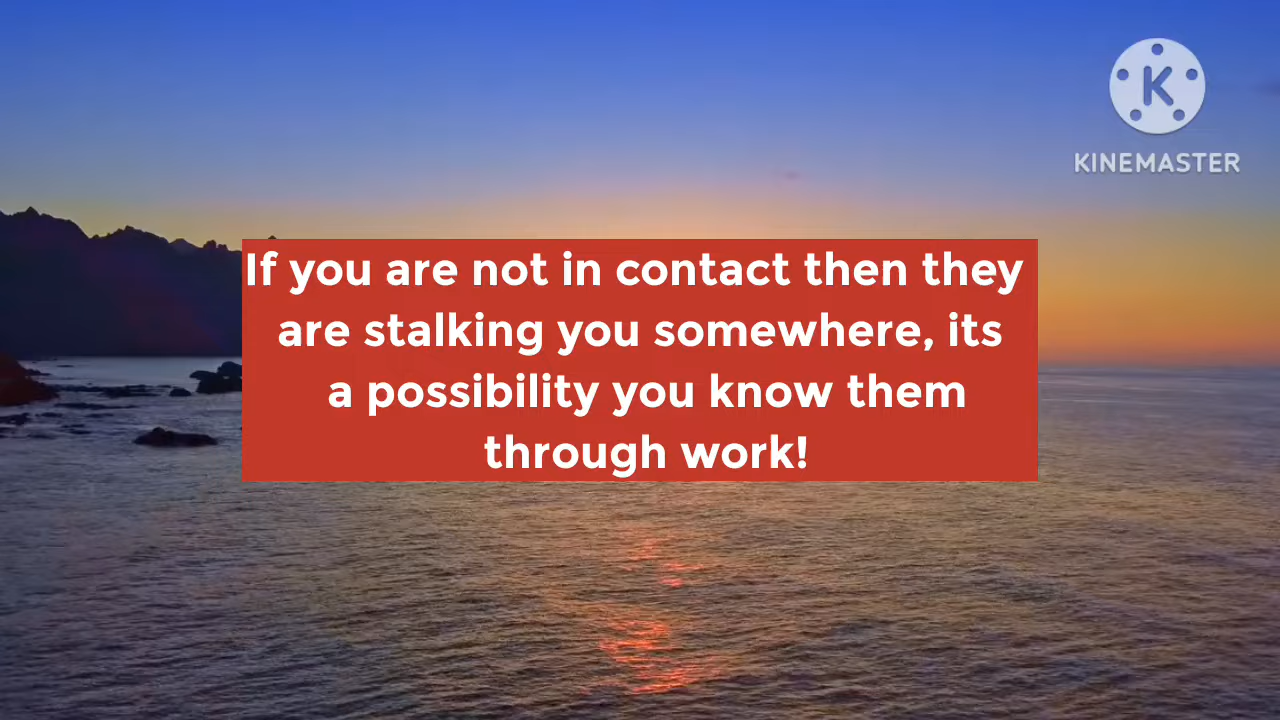 K
KINEMASTER
If you are not in contact then they
are stalking you somewhere, its
a possibility you know them
through work!